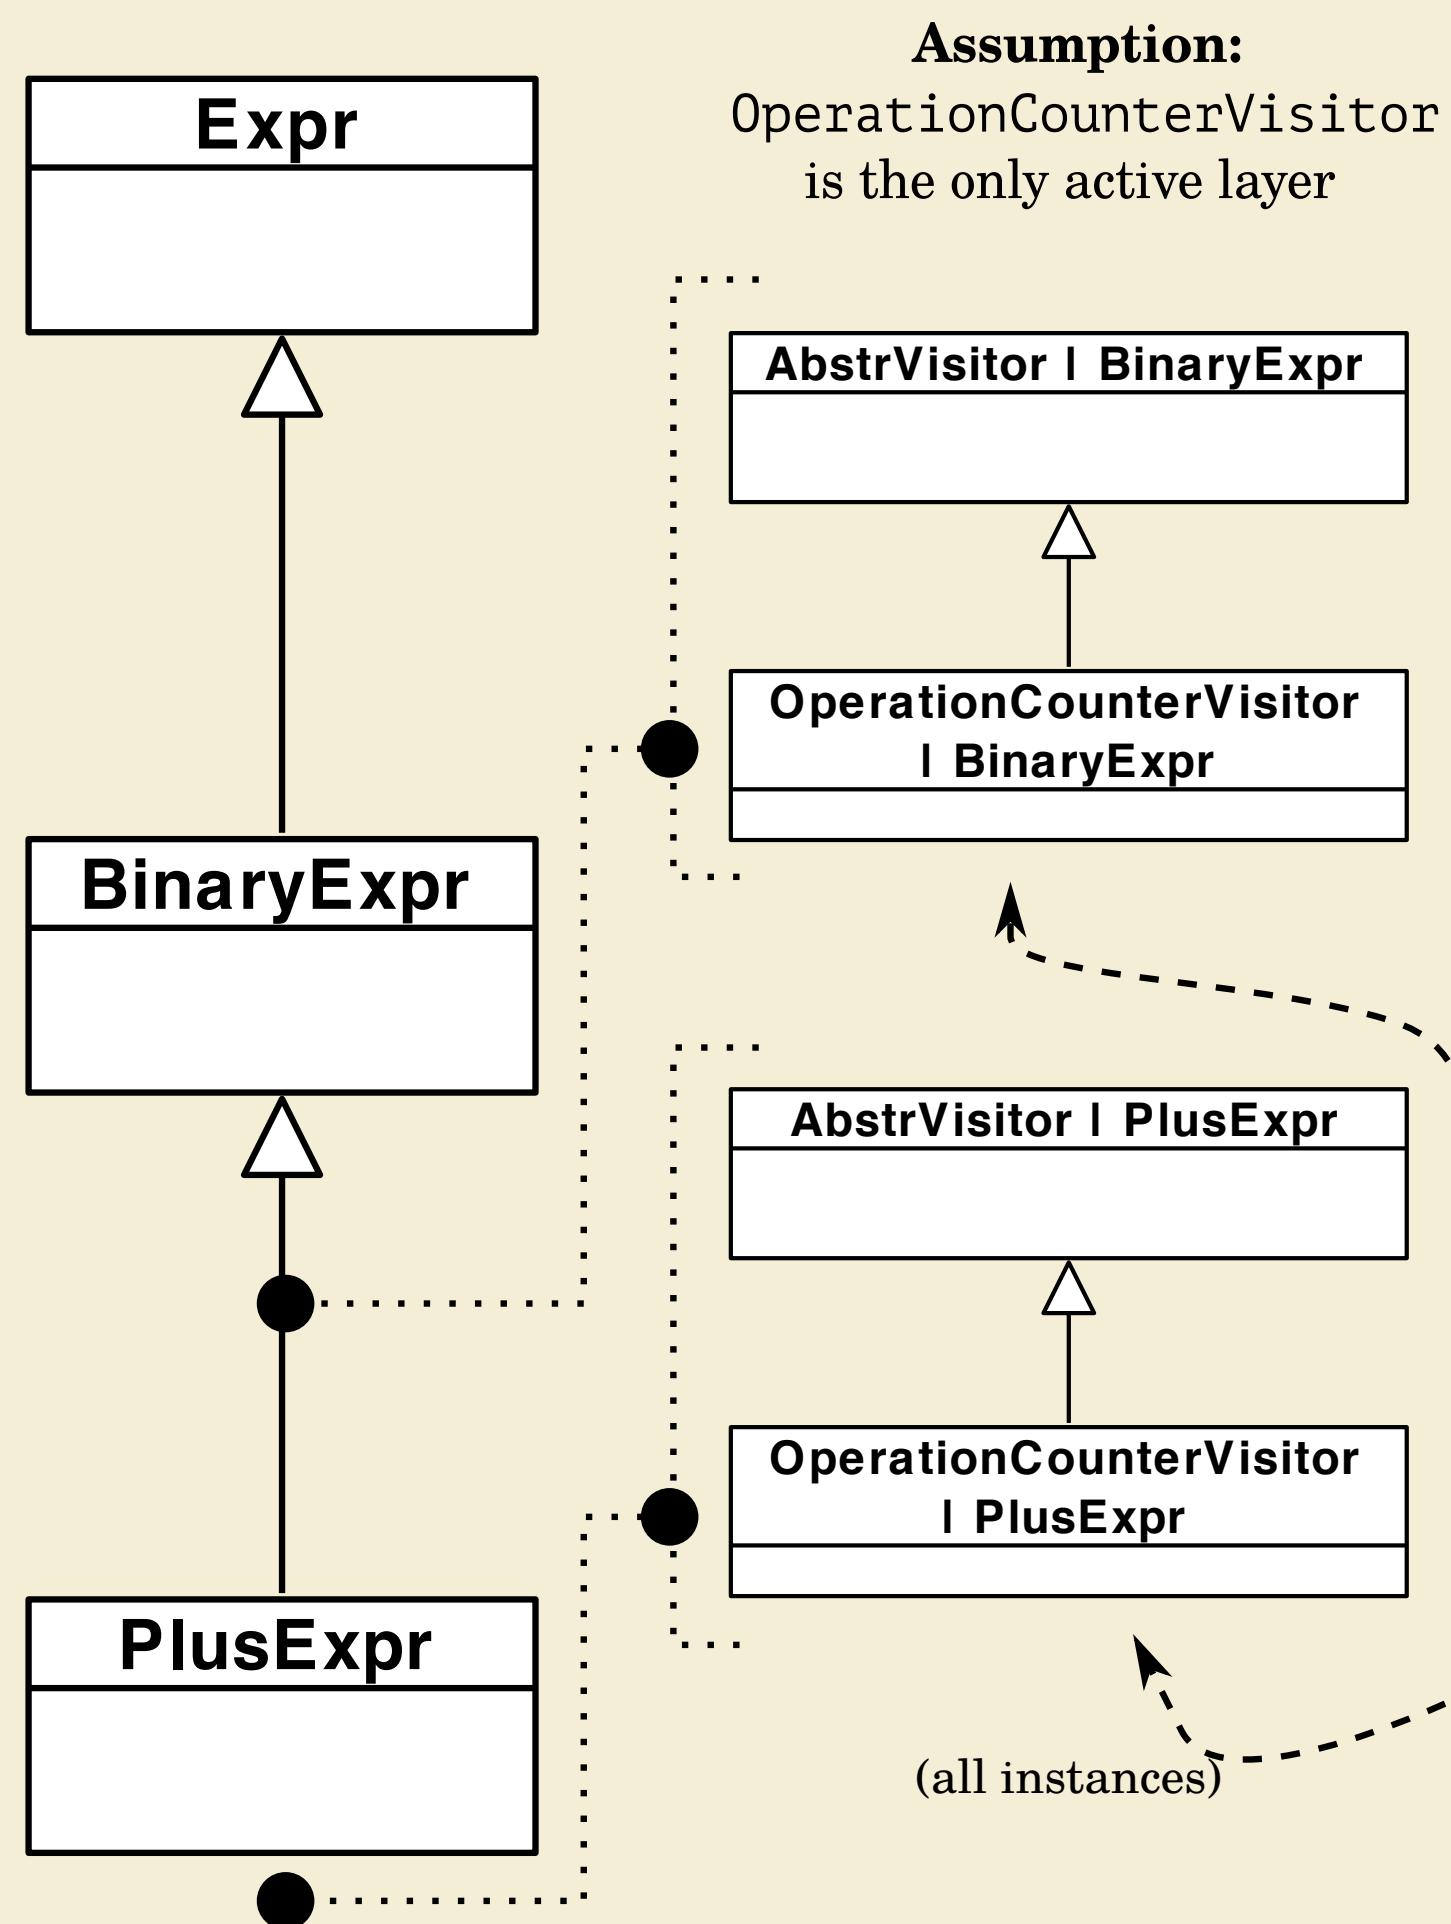 Assumption:
OperationCounterVisitor
is the only active layer
Expr
AbstrVisitor | BinaryExpr
OperationCounterVisitor
| BinaryExpr
BinaryExpr
AbstrVisitor | PlusExpr
OperationCounterVisitor
| PlusExpr
PlusExpr
(all instances)